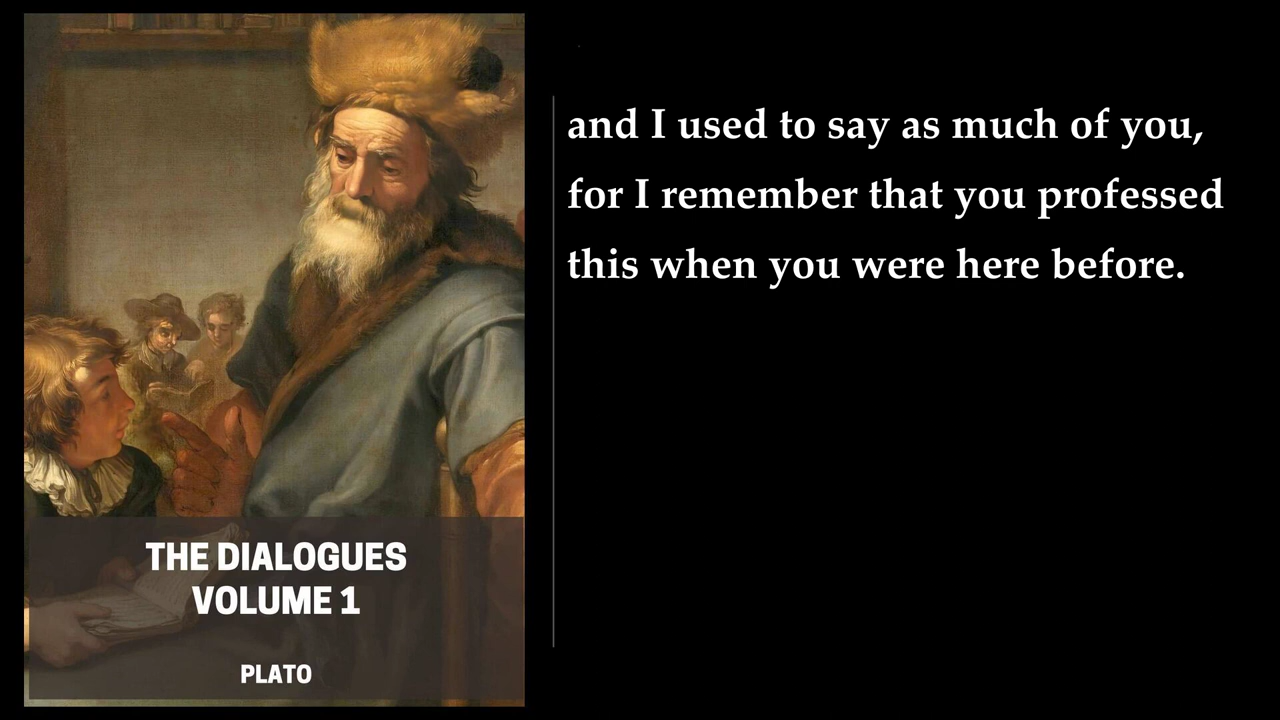 and I used to say as much of you,
for I remember that you professed
this when you were here before.
THE DIALOGUES
VOLUME 1
PLATO